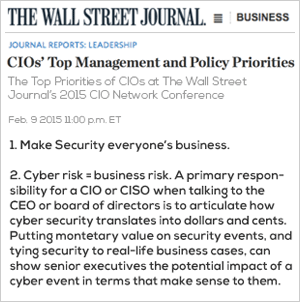 THE WALL STREET JOURNAL. ≡ | BUSINESS
JOURNAL REPORTS: LEADERSHIP
CIOs' Top Management and Policy Priorities
The Top Priorities of CIOs at The Wall Street
Journal's 2015 CIO Network Conference
Feb. 9 2015 11:00 p.m. ET
1. Make Security everyone's business.
2. Cyber risk = business risk. A primary respon-
sibility for a CIO or CISO when talking to the
CEO or board of directors is to articulate how
cyber security translates into dollars and cents.
Putting montetary value on security events, and
tying security to real-life business cases, can
show senior executives the potential impact of a
cyber event in terms that make sense to them.